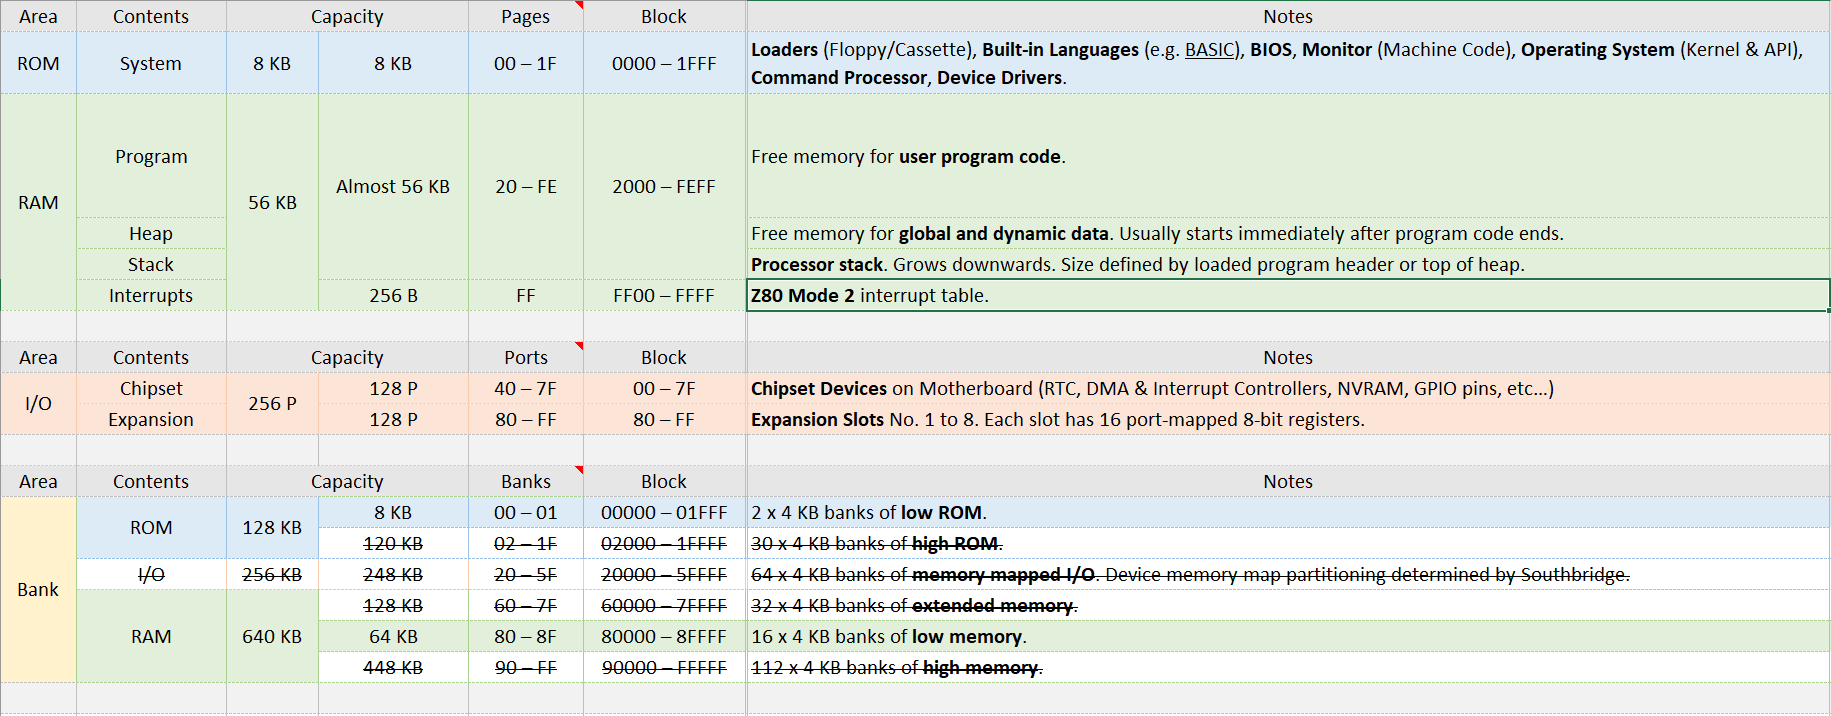 Area Contents Capacity Pages Block Notes
ROM System 8 KB 8 KB 00 – 1F 0000 – 1FFF Loaders (Floppy/Cassette), Built-in Languages (e.g. BASIC), BIOS, Monitor (Machine Code), Operating System (Kernel & API),
Command Processor, Device Drivers.
RAM Program 56 KB Almost 56 KB 20 – FE 2000 – FEFF Free memory for user program code.
Heap Free memory for global and dynamic data. Usually starts immediately after program code ends.
Stack Processor stack. Grows downwards. Size defined by loaded program header or top of heap.
Interrupts 256 B FF FF00 – FFFF Z80 Mode 2 interrupt table.
Area Contents Capacity Ports Block Notes
I/O Chipset 256 P 128 P 40 – 7F 00 – 7F Chipset Devices on Motherboard (RTC, DMA & Interrupt Controllers, NVRAM, GPIO pins, etc...)
Expansion 128 P 80 – FF 80 – FF Expansion Slots No. 1 to 8. Each slot has 16 port-mapped 8-bit registers.
Area Contents Capacity Banks Block Notes
Bank ROM 128 KB 8 KB 00 – 01 00000 – 01FFF 2 x 4 KB banks of low ROM.
120 KB 02 – 1F 02000 – 1FFFF 30 x 4 KB banks of high ROM.
I/O 256 KB 248 KB 20 – 5F 20000 – 5FFFF 64 x 4 KB banks of memory mapped I/O. Device memory map partitioning determined by Southbridge.
RAM 640 KB 128 KB 60 – 7F 60000 – 7FFFF 32 x 4 KB banks of extended memory.
64 KB 80 – 8F 80000 – 8FFFF 16 x 4 KB banks of low memory.
448 KB 90 – FF 90000 – FFFFF 112 x 4 KB banks of high memory.